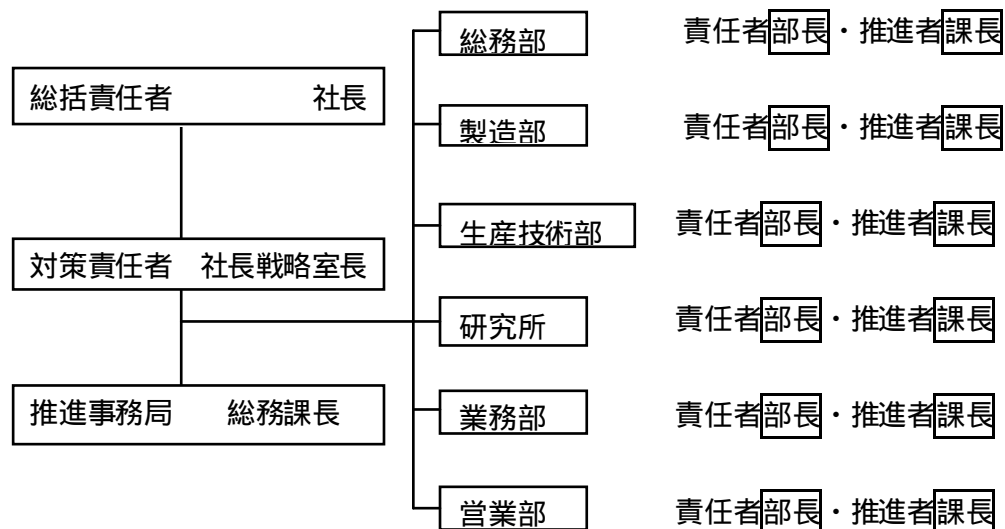 総務部 責任者部長・推進者課長
総括責任者 社長
製造部 責任者部長・推進者課長
生産技術部 責任者部長・推進者課長
対策責任者 社長戦略室長
研究所 責任者部長・推進者課長
推進事務局 総務課長
業務部 責任者部長・推進者課長
営業部 責任者部長・推進者課長